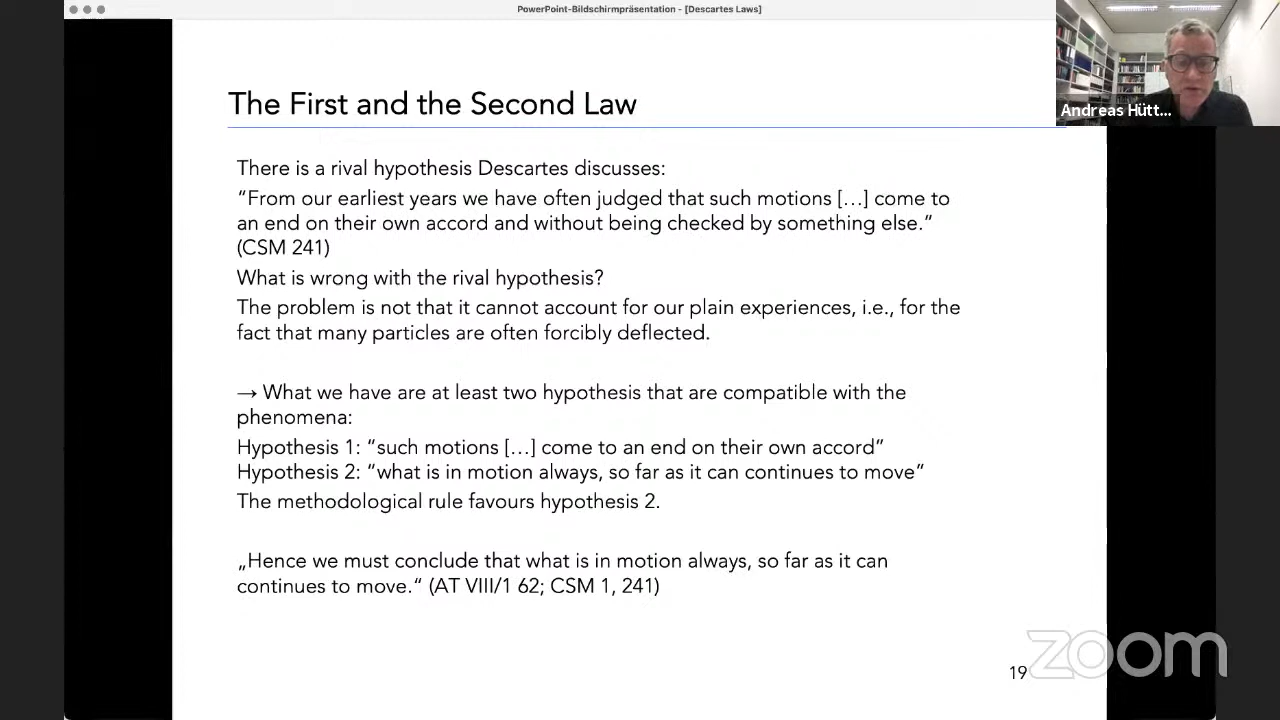 PowerPoint-Bildschirmpräsentation - [Descartes Laws]
Andreas Hütt...
The First and the Second Law
There is a rival hypothesis Descartes discusses:
“From our earliest years we have often judged that such motions […] come to
an end on their own accord and without being checked by something else.”
(CSM 241)
What is wrong with the rival hypothesis?
The problem is not that it cannot account for our plain experiences, i.e., for the
fact that many particles are often forcibly deflected.
→ What we have are at least two hypothesis that are compatible with the
phenomena:
Hypothesis 1: “such motions […] come to an end on their own accord”
Hypothesis 2: “what is in motion always, so far as it can continues to move”
The methodological rule favours hypothesis 2.
„Hence we must conclude that what is in motion always, so far as it can
continues to move.“ (AT VIII/1 62; CSM 1, 241)
19
zoom